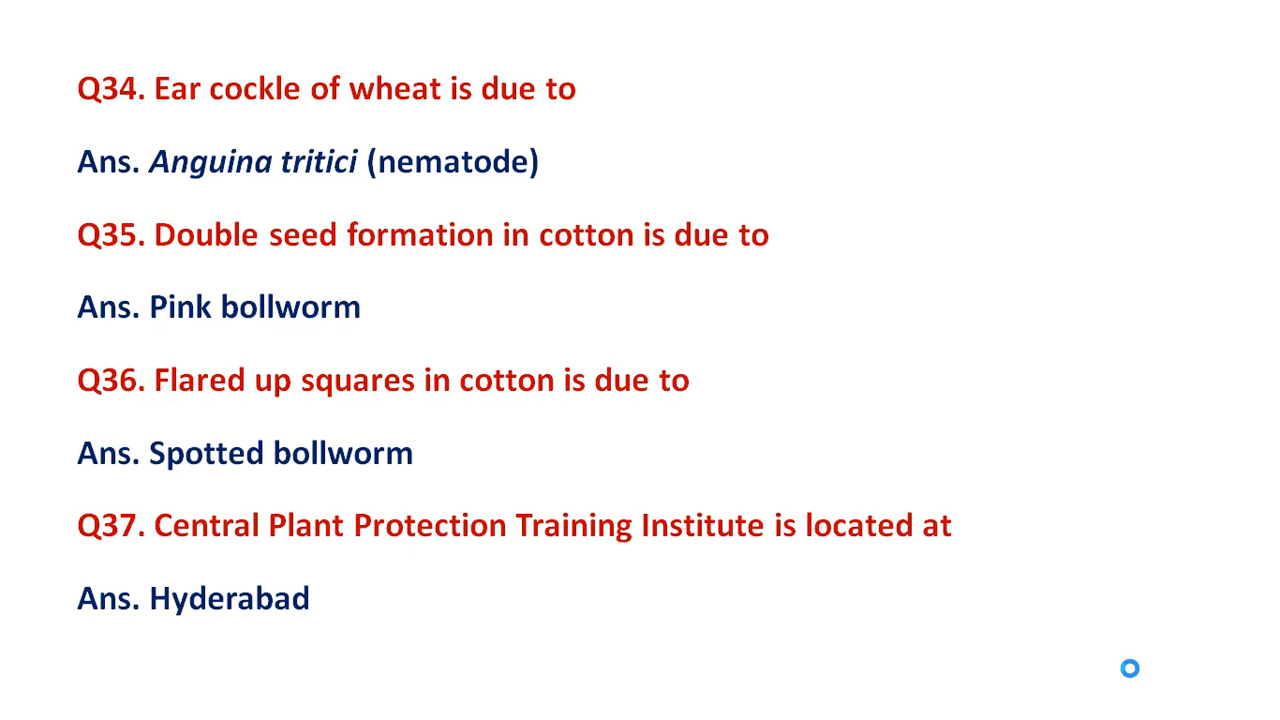 Q34. Ear cockle of wheat is due to
Ans. Anguina tritici (nematode)
Q35. Double seed formation in cotton is due to
Ans. Pink bollworm
Q36. Flared up squares in cotton is due to
Ans. Spotted bollworm
Q37. Central Plant Protection Training Institute is located at
Ans. Hyderabad